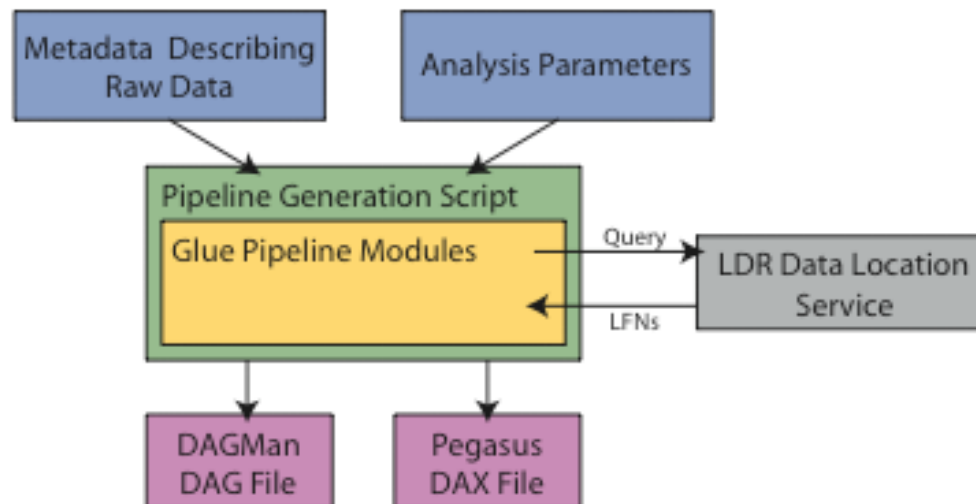 Metadata Describing
Raw Data
Analysis Parameters
Pipeline Generation Script
Glue Pipeline Modules
Query
LDR Data Location
Service
LFNs
DAGMan
DAG File
Pegasus
DAX File